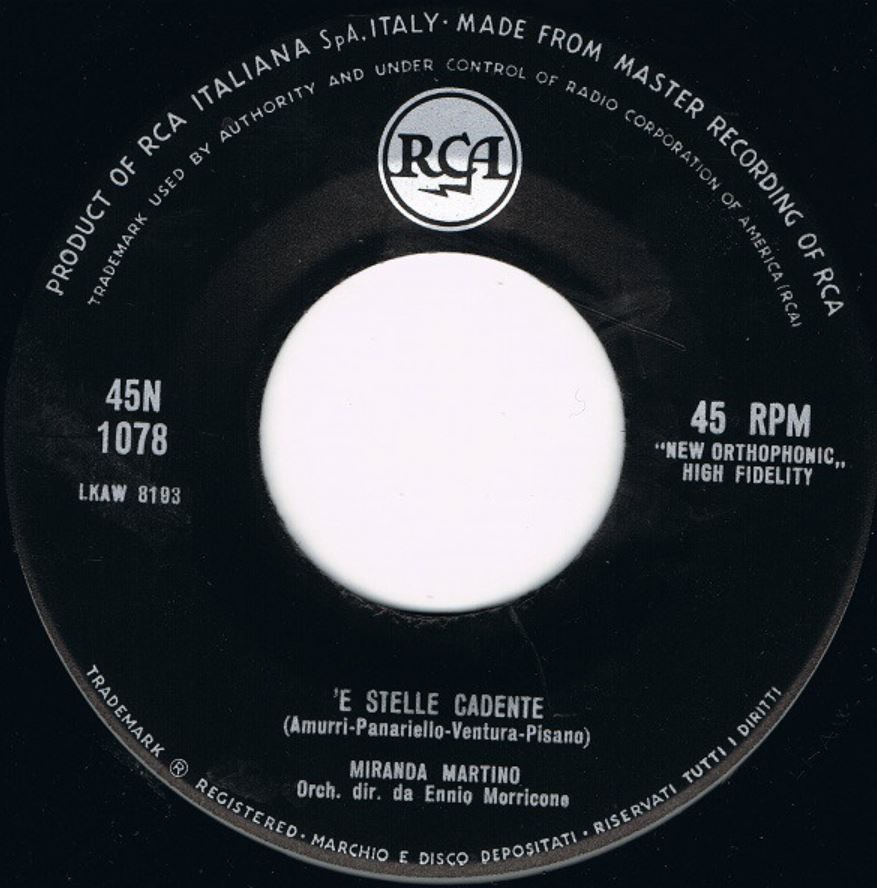 PRODUCT OF RCA ITALIANA SpA. ITALY · MADE FROM MASTER RECORDING OF RCA
TRADEMARK USED BY AUTHORITY AND UNDER CONTROL OF RADIO CORPORATION OF AMERICA (RCA)
RCA
45N
1078
LKAW 8193
45 RPM
"NEW ORTHOPHONIC„
HIGH FIDELITY
'E STELLE CADENTE
(Amurri-Panariello-Ventura-Pisano)
MIRANDA MARTINO
Orch. dir. da Ennio Morricone
TRADEMARK ® REGISTERED · MARCHIO E DISCO DEPOSITATI · RISERVATI TUTTI I DIRITTI